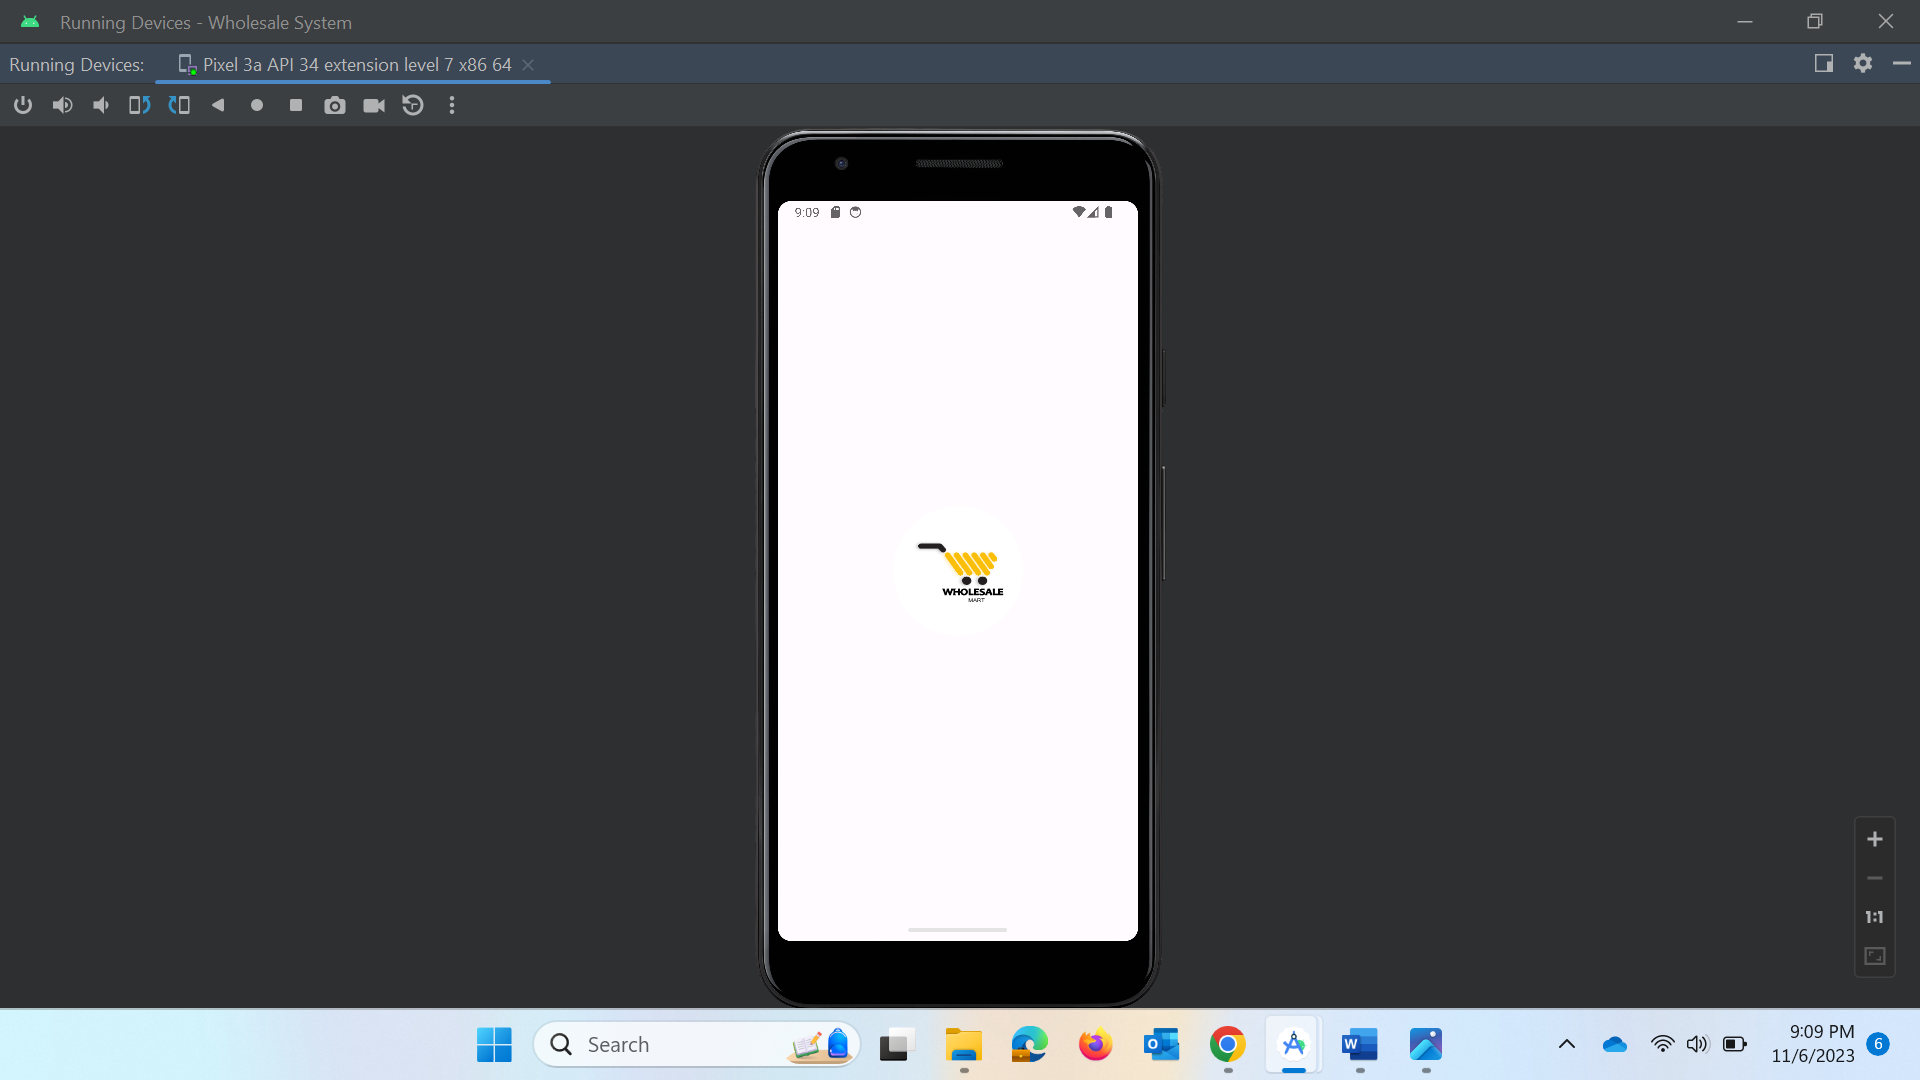 Running Devices - Wholesale System
Running Devices:
Pixel 3a API 34 extension level 7 x86 64
9:09
WHOLESALE
MART
1:1
Search
9:09 PM
11/6/2023
6